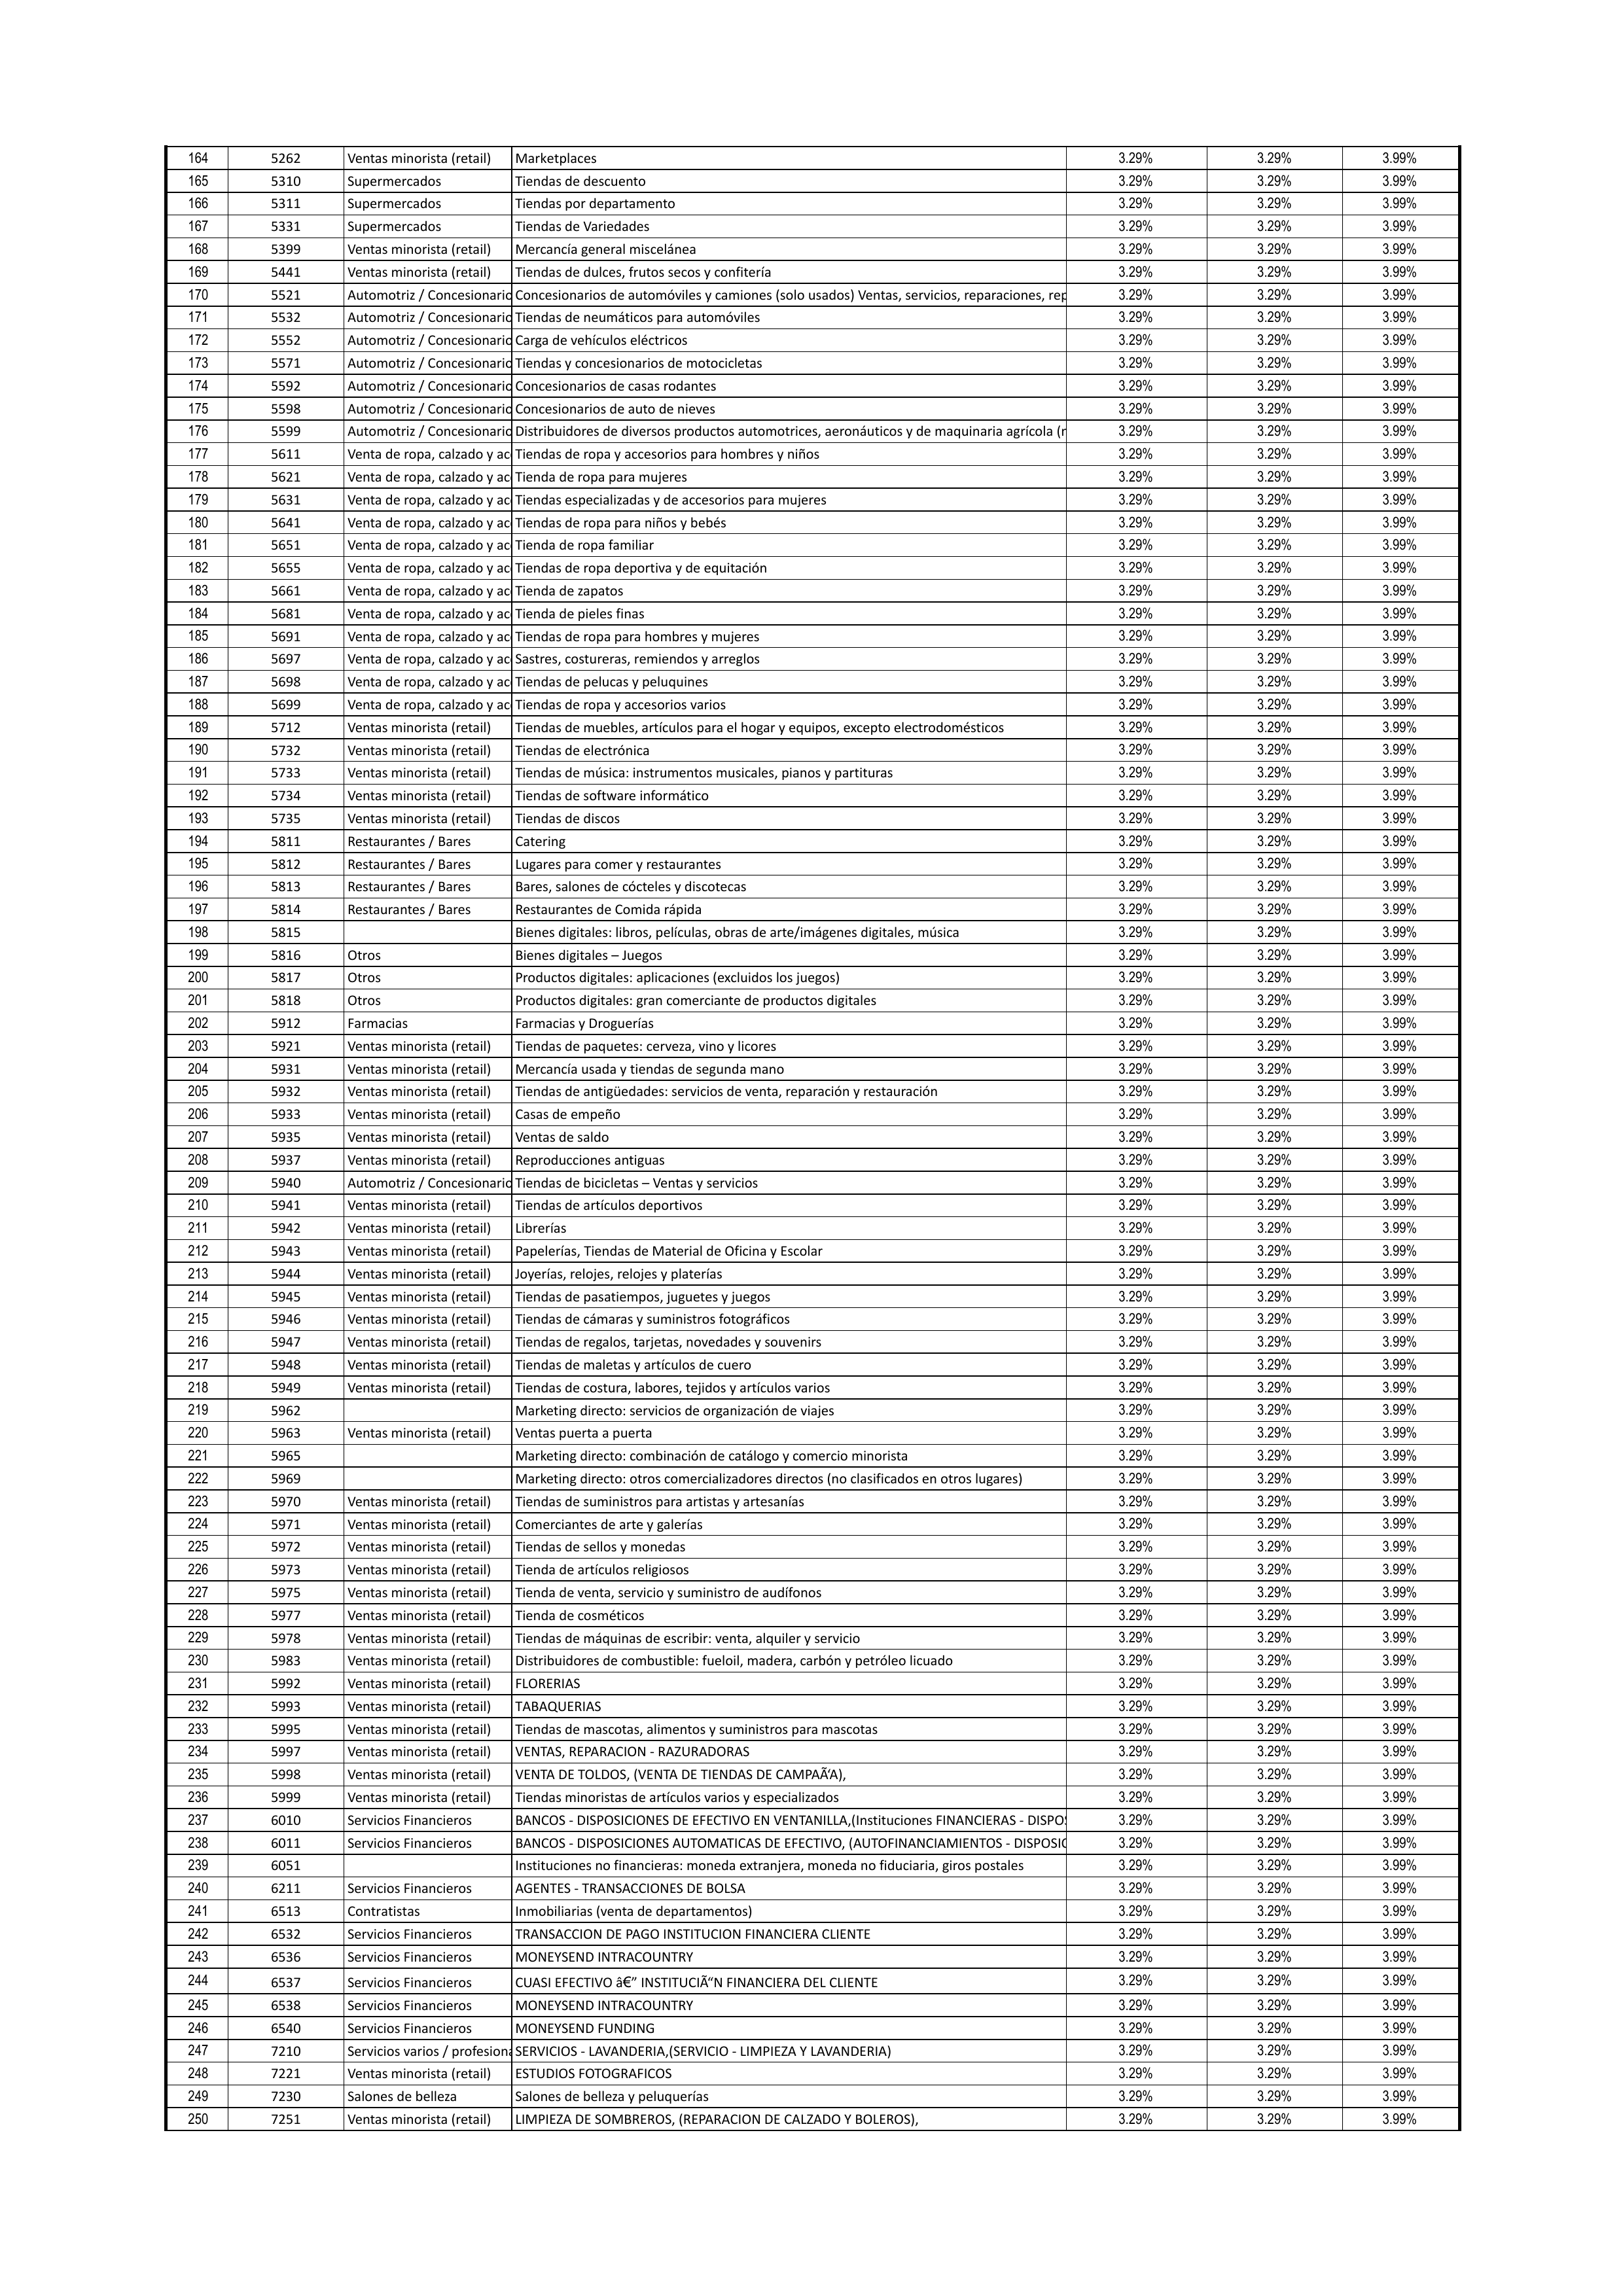 164 5262 Ventas minorista (retail) Marketplaces 3.29% 3.29% 3.99%
165 5310 Supermercados Tiendas de descuento 3.29% 3.29% 3.99%
166 5311 Supermercados Tiendas por departamento 3.29% 3.29% 3.99%
167 5331 Supermercados Tiendas de Variedades 3.29% 3.29% 3.99%
168 5399 Ventas minorista (retail) Mercancía general miscelánea 3.29% 3.29% 3.99%
169 5441 Ventas minorista (retail) Tiendas de dulces, frutos secos y confitería 3.29% 3.29% 3.99%
170 5521 Automotriz / Concesionario Concesionarios de automóviles y camiones (solo usados) Ventas, servicios, reparaciones, rep 3.29% 3.29% 3.99%
171 5532 Automotriz / Concesionario Tiendas de neumáticos para automóviles 3.29% 3.29% 3.99%
172 5552 Automotriz / Concesionario Carga de vehículos eléctricos 3.29% 3.29% 3.99%
173 5571 Automotriz / Concesionario Tiendas y concesionarios de motocicletas 3.29% 3.29% 3.99%
174 5592 Automotriz / Concesionario Concesionarios de casas rodantes 3.29% 3.29% 3.99%
175 5598 Automotriz / Concesionario Concesionarios de auto de nieves 3.29% 3.29% 3.99%
176 5599 Automotriz / Concesionario Distribuidores de diversos productos automotrices, aeronáuticos y de maquinaria agrícola (r 3.29% 3.29% 3.99%
177 5611 Venta de ropa, calzado y ac Tiendas de ropa y accesorios para hombres y niños 3.29% 3.29% 3.99%
178 5621 Venta de ropa, calzado y ac Tienda de ropa para mujeres 3.29% 3.29% 3.99%
179 5631 Venta de ropa, calzado y ac Tiendas especializadas y de accesorios para mujeres 3.29% 3.29% 3.99%
180 5641 Venta de ropa, calzado y ac Tiendas de ropa para niños y bebés 3.29% 3.29% 3.99%
181 5651 Venta de ropa, calzado y ac Tienda de ropa familiar 3.29% 3.29% 3.99%
182 5655 Venta de ropa, calzado y ac Tiendas de ropa deportiva y de equitación 3.29% 3.29% 3.99%
183 5661 Venta de ropa, calzado y ac Tienda de zapatos 3.29% 3.29% 3.99%
184 5681 Venta de ropa, calzado y ac Tienda de pieles finas 3.29% 3.29% 3.99%
185 5691 Venta de ropa, calzado y ac Tiendas de ropa para hombres y mujeres 3.29% 3.29% 3.99%
186 5697 Venta de ropa, calzado y ac Sastres, costureras, remiendos y arreglos 3.29% 3.29% 3.99%
187 5698 Venta de ropa, calzado y ac Tiendas de pelucas y peluquines 3.29% 3.29% 3.99%
188 5699 Venta de ropa, calzado y ac Tiendas de ropa y accesorios varios 3.29% 3.29% 3.99%
189 5712 Ventas minorista (retail) Tiendas de muebles, artículos para el hogar y equipos, excepto electrodomésticos 3.29% 3.29% 3.99%
190 5732 Ventas minorista (retail) Tiendas de electrónica 3.29% 3.29% 3.99%
191 5733 Ventas minorista (retail) Tiendas de música: instrumentos musicales, pianos y partituras 3.29% 3.29% 3.99%
192 5734 Ventas minorista (retail) Tiendas de software informático 3.29% 3.29% 3.99%
193 5735 Ventas minorista (retail) Tiendas de discos 3.29% 3.29% 3.99%
194 5811 Restaurantes / Bares Catering 3.29% 3.29% 3.99%
195 5812 Restaurantes / Bares Lugares para comer y restaurantes 3.29% 3.29% 3.99%
196 5813 Restaurantes / Bares Bares, salones de cócteles y discotecas 3.29% 3.29% 3.99%
197 5814 Restaurantes / Bares Restaurantes de Comida rápida 3.29% 3.29% 3.99%
198 5815 Bienes digitales: libros, películas, obras de arte/imágenes digitales, música 3.29% 3.29% 3.99%
199 5816 Otros Bienes digitales – Juegos 3.29% 3.29% 3.99%
200 5817 Otros Productos digitales: aplicaciones (excluidos los juegos) 3.29% 3.29% 3.99%
201 5818 Otros Productos digitales: gran comerciante de productos digitales 3.29% 3.29% 3.99%
202 5912 Farmacias Farmacias y Droguerías 3.29% 3.29% 3.99%
203 5921 Ventas minorista (retail) Tiendas de paquetes: cerveza, vino y licores 3.29% 3.29% 3.99%
204 5931 Ventas minorista (retail) Mercancía usada y tiendas de segunda mano 3.29% 3.29% 3.99%
205 5932 Ventas minorista (retail) Tiendas de antigüedades: servicios de venta, reparación y restauración 3.29% 3.29% 3.99%
206 5933 Ventas minorista (retail) Casas de empeño 3.29% 3.29% 3.99%
207 5935 Ventas minorista (retail) Ventas de saldo 3.29% 3.29% 3.99%
208 5937 Ventas minorista (retail) Reproducciones antiguas 3.29% 3.29% 3.99%
209 5940 Automotriz / Concesionario Tiendas de bicicletas – Ventas y servicios 3.29% 3.29% 3.99%
210 5941 Ventas minorista (retail) Tiendas de artículos deportivos 3.29% 3.29% 3.99%
211 5942 Ventas minorista (retail) Librerías 3.29% 3.29% 3.99%
212 5943 Ventas minorista (retail) Papelerías, Tiendas de Material de Oficina y Escolar 3.29% 3.29% 3.99%
213 5944 Ventas minorista (retail) Joyerías, relojes, relojes y platerías 3.29% 3.29% 3.99%
214 5945 Ventas minorista (retail) Tiendas de pasatiempos, juguetes y juegos 3.29% 3.29% 3.99%
215 5946 Ventas minorista (retail) Tiendas de cámaras y suministros fotográficos 3.29% 3.29% 3.99%
216 5947 Ventas minorista (retail) Tiendas de regalos, tarjetas, novedades y souvenirs 3.29% 3.29% 3.99%
217 5948 Ventas minorista (retail) Tiendas de maletas y artículos de cuero 3.29% 3.29% 3.99%
218 5949 Ventas minorista (retail) Tiendas de costura, labores, tejidos y artículos varios 3.29% 3.29% 3.99%
219 5962 Marketing directo: servicios de organización de viajes 3.29% 3.29% 3.99%
220 5963 Ventas minorista (retail) Ventas puerta a puerta 3.29% 3.29% 3.99%
221 5965 Marketing directo: combinación de catálogo y comercio minorista 3.29% 3.29% 3.99%
222 5969 Marketing directo: otros comercializadores directos (no clasificados en otros lugares) 3.29% 3.29% 3.99%
223 5970 Ventas minorista (retail) Tiendas de suministros para artistas y artesanías 3.29% 3.29% 3.99%
224 5971 Ventas minorista (retail) Comerciantes de arte y galerías 3.29% 3.29% 3.99%
225 5972 Ventas minorista (retail) Tiendas de sellos y monedas 3.29% 3.29% 3.99%
226 5973 Ventas minorista (retail) Tienda de artículos religiosos 3.29% 3.29% 3.99%
227 5975 Ventas minorista (retail) Tienda de venta, servicio y suministro de audífonos 3.29% 3.29% 3.99%
228 5977 Ventas minorista (retail) Tienda de cosméticos 3.29% 3.29% 3.99%
229 5978 Ventas minorista (retail) Tiendas de máquinas de escribir: venta, alquiler y servicio 3.29% 3.29% 3.99%
230 5983 Ventas minorista (retail) Distribuidores de combustible: fueloil, madera, carbón y petróleo licuado 3.29% 3.29% 3.99%
231 5992 Ventas minorista (retail) FLORERIAS 3.29% 3.29% 3.99%
232 5993 Ventas minorista (retail) TABAQUERIAS 3.29% 3.29% 3.99%
233 5995 Ventas minorista (retail) Tiendas de mascotas, alimentos y suministros para mascotas 3.29% 3.29% 3.99%
234 5997 Ventas minorista (retail) VENTAS, REPARACION - RAZURADORAS 3.29% 3.29% 3.99%
235 5998 Ventas minorista (retail) VENTA DE TOLDOS, (VENTA DE TIENDAS DE CAMPAÃ‘A), 3.29% 3.29% 3.99%
236 5999 Ventas minorista (retail) Tiendas minoristas de artículos varios y especializados 3.29% 3.29% 3.99%
237 6010 Servicios Financieros BANCOS - DISPOSICIONES DE EFECTIVO EN VENTANILLA,(Instituciones FINANCIERAS - DISPOS 3.29% 3.29% 3.99%
238 6011 Servicios Financieros BANCOS - DISPOSICIONES AUTOMATICAS DE EFECTIVO, (AUTOFINANCIAMIENTOS - DISPOSIC 3.29% 3.29% 3.99%
239 6051 Instituciones no financieras: moneda extranjera, moneda no fiduciaria, giros postales 3.29% 3.29% 3.99%
240 6211 Servicios Financieros AGENTES - TRANSACCIONES DE BOLSA 3.29% 3.29% 3.99%
241 6513 Contratistas Inmobiliarias (venta de departamentos) 3.29% 3.29% 3.99%
242 6532 Servicios Financieros TRANSACCION DE PAGO INSTITUCION FINANCIERA CLIENTE 3.29% 3.29% 3.99%
243 6536 Servicios Financieros MONEYSEND INTRACOUNTRY 3.29% 3.29% 3.99%
244 6537 Servicios Financieros CUASI EFECTIVO â€” INSTITUCIÃ“N FINANCIERA DEL CLIENTE 3.29% 3.29% 3.99%
245 6538 Servicios Financieros MONEYSEND INTRACOUNTRY 3.29% 3.29% 3.99%
246 6540 Servicios Financieros MONEYSEND FUNDING 3.29% 3.29% 3.99%
247 7210 Servicios varios / profesiona SERVICIOS - LAVANDERIA,(SERVICIO - LIMPIEZA Y LAVANDERIA) 3.29% 3.29% 3.99%
248 7221 Ventas minorista (retail) ESTUDIOS FOTOGRAFICOS 3.29% 3.29% 3.99%
249 7230 Salones de belleza Salones de belleza y peluquerías 3.29% 3.29% 3.99%
250 7251 Ventas minorista (retail) LIMPIEZA DE SOMBREROS, (REPARACION DE CALZADO Y BOLEROS), 3.29% 3.29% 3.99%